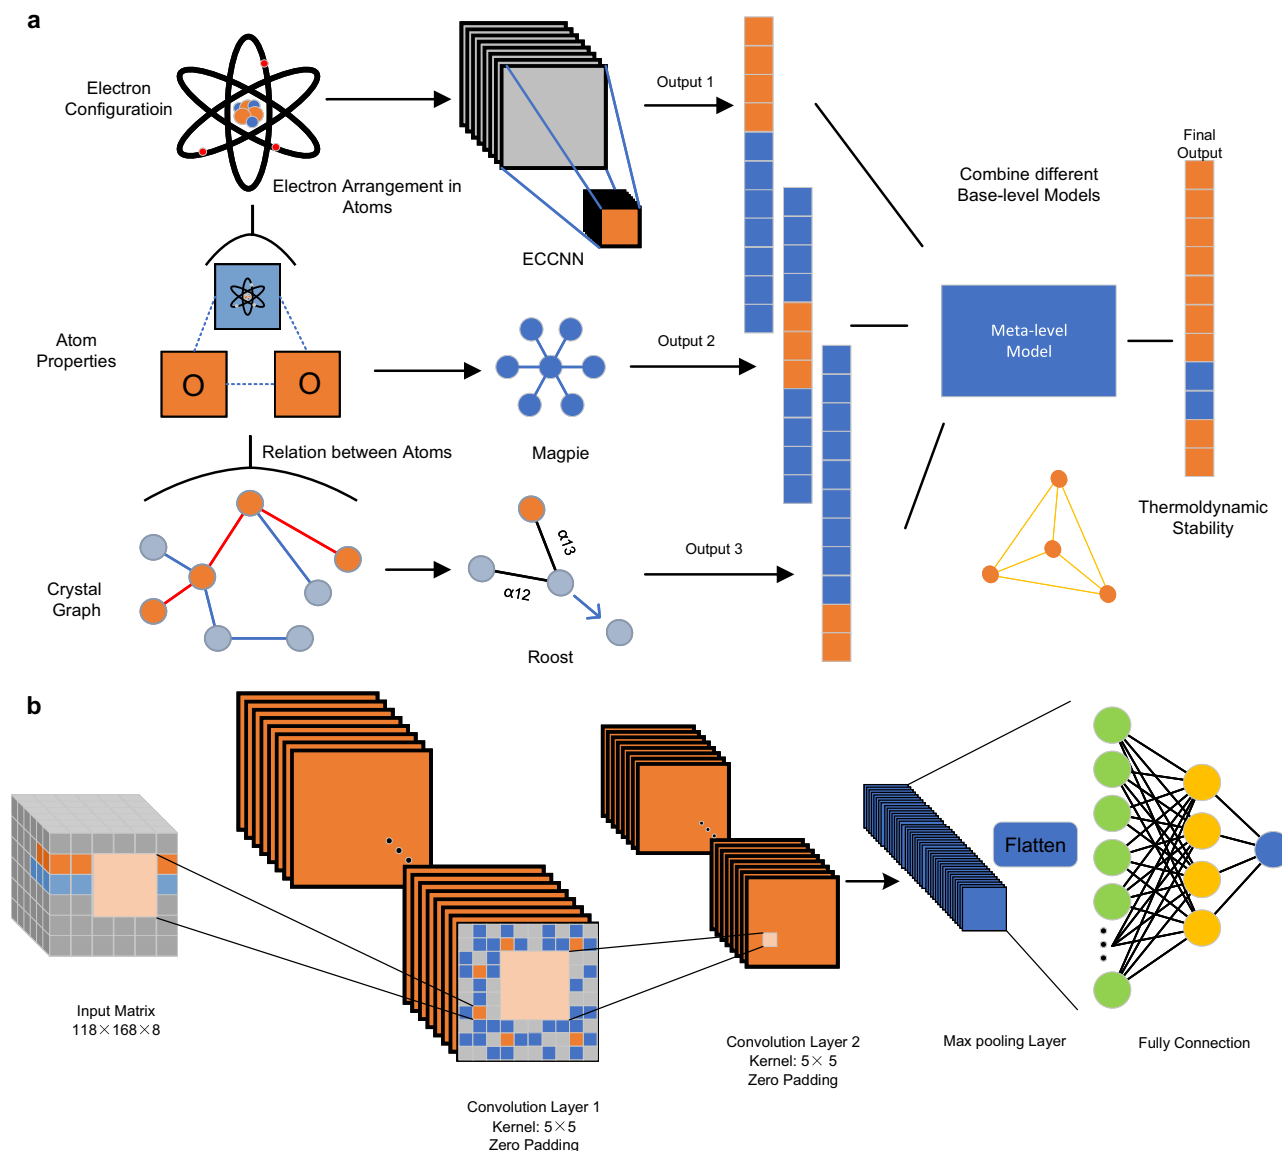 a
Electron
Configuratioin
Electron Arrangement in
Atoms
ECCNN
Output 1
Combine different
Base-level Models
Final
Output
Atom
Properties
O
O
Magpie
Output 2
Meta-level
Model
Relation between Atoms
Crystal
Graph
α13
α12
Roost
Output 3
Thermoldynamic
Stability
b
Input Matrix
118×168×8
Convolution Layer 1
Kernel: 5×5
Zero Padding
Convolution Layer 2
Kernel: 5× 5
Zero Padding
Flatten
Max pooling Layer
Fully Connection